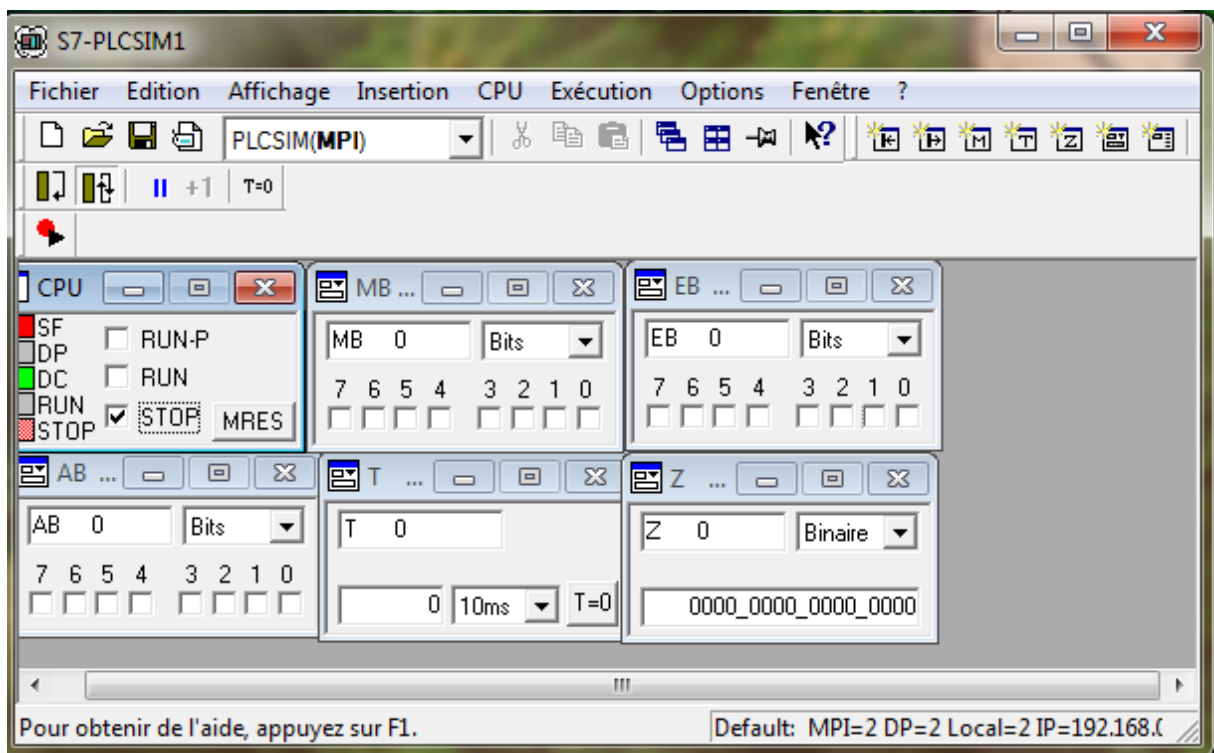 S7-PLCSIM1
Fichier Edition Affichage Insertion CPU Exécution Options Fenêtre ?
PLCSIM(MPI)
+1 T=0
CPU
SF
DP
DC
RUN
STOP
RUN-P
RUN
STOP
MRES
MB ...
MB 0 Bits
7 6 5 4 3 2 1 0
EB ...
EB 0 Bits
7 6 5 4 3 2 1 0
AB ...
AB 0 Bits
7 6 5 4 3 2 1 0
T ...
T 0
0 10ms T=0
Z ...
Z 0 Binaire
0000_0000_0000_0000
Pour obtenir de l'aide, appuyez sur F1.
Default: MPI=2 DP=2 Local=2 IP=192.168.